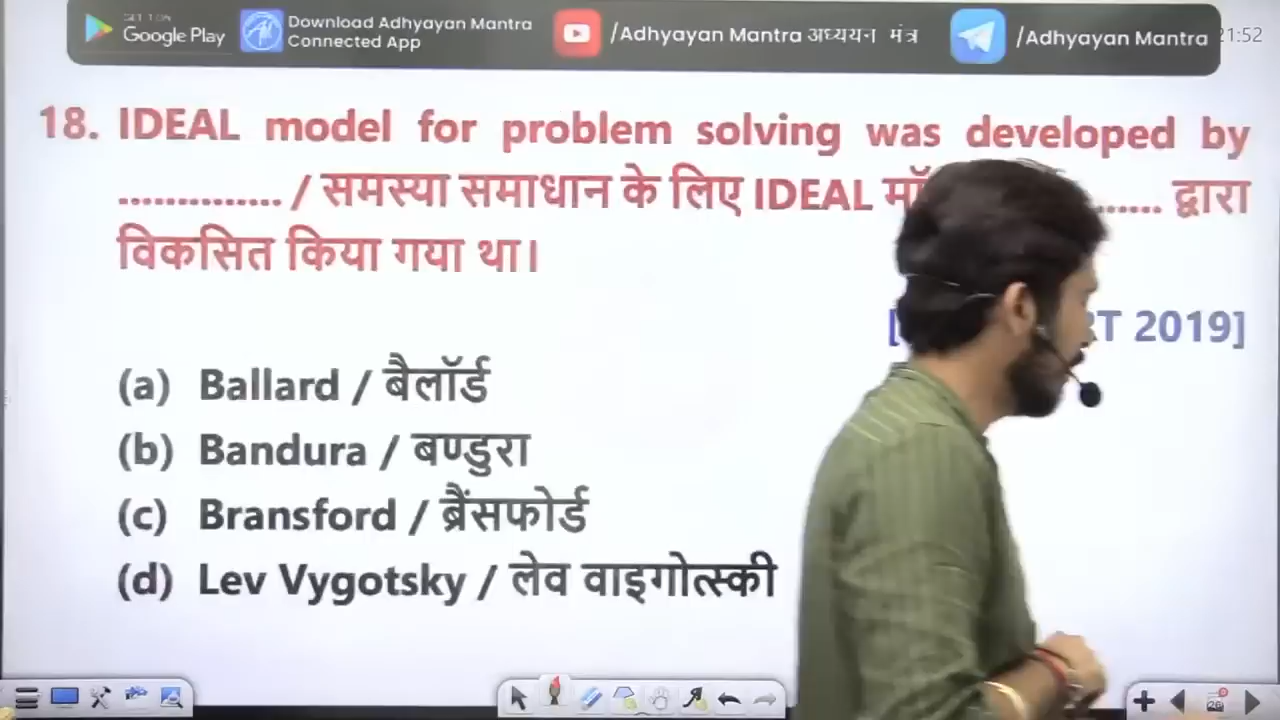 GET IT ON
Google Play
Download Adhyayan Mantra
Connected App
/Adhyayan Mantra अध्ययन मंत्र
/Adhyayan Mantra
21:52
18. IDEAL model for problem solving was developed by
.............. / समस्या समाधान के लिए IDEAL ...... द्वारा
विकसित किया गया था।
2019]
(a) Ballard / बैलॉर्ड
(b) Bandura / बण्डुरा
(c) Bransford / ब्रैंसफोर्ड
(d) Lev Vygotsky / लेव वाइगोत्स्की